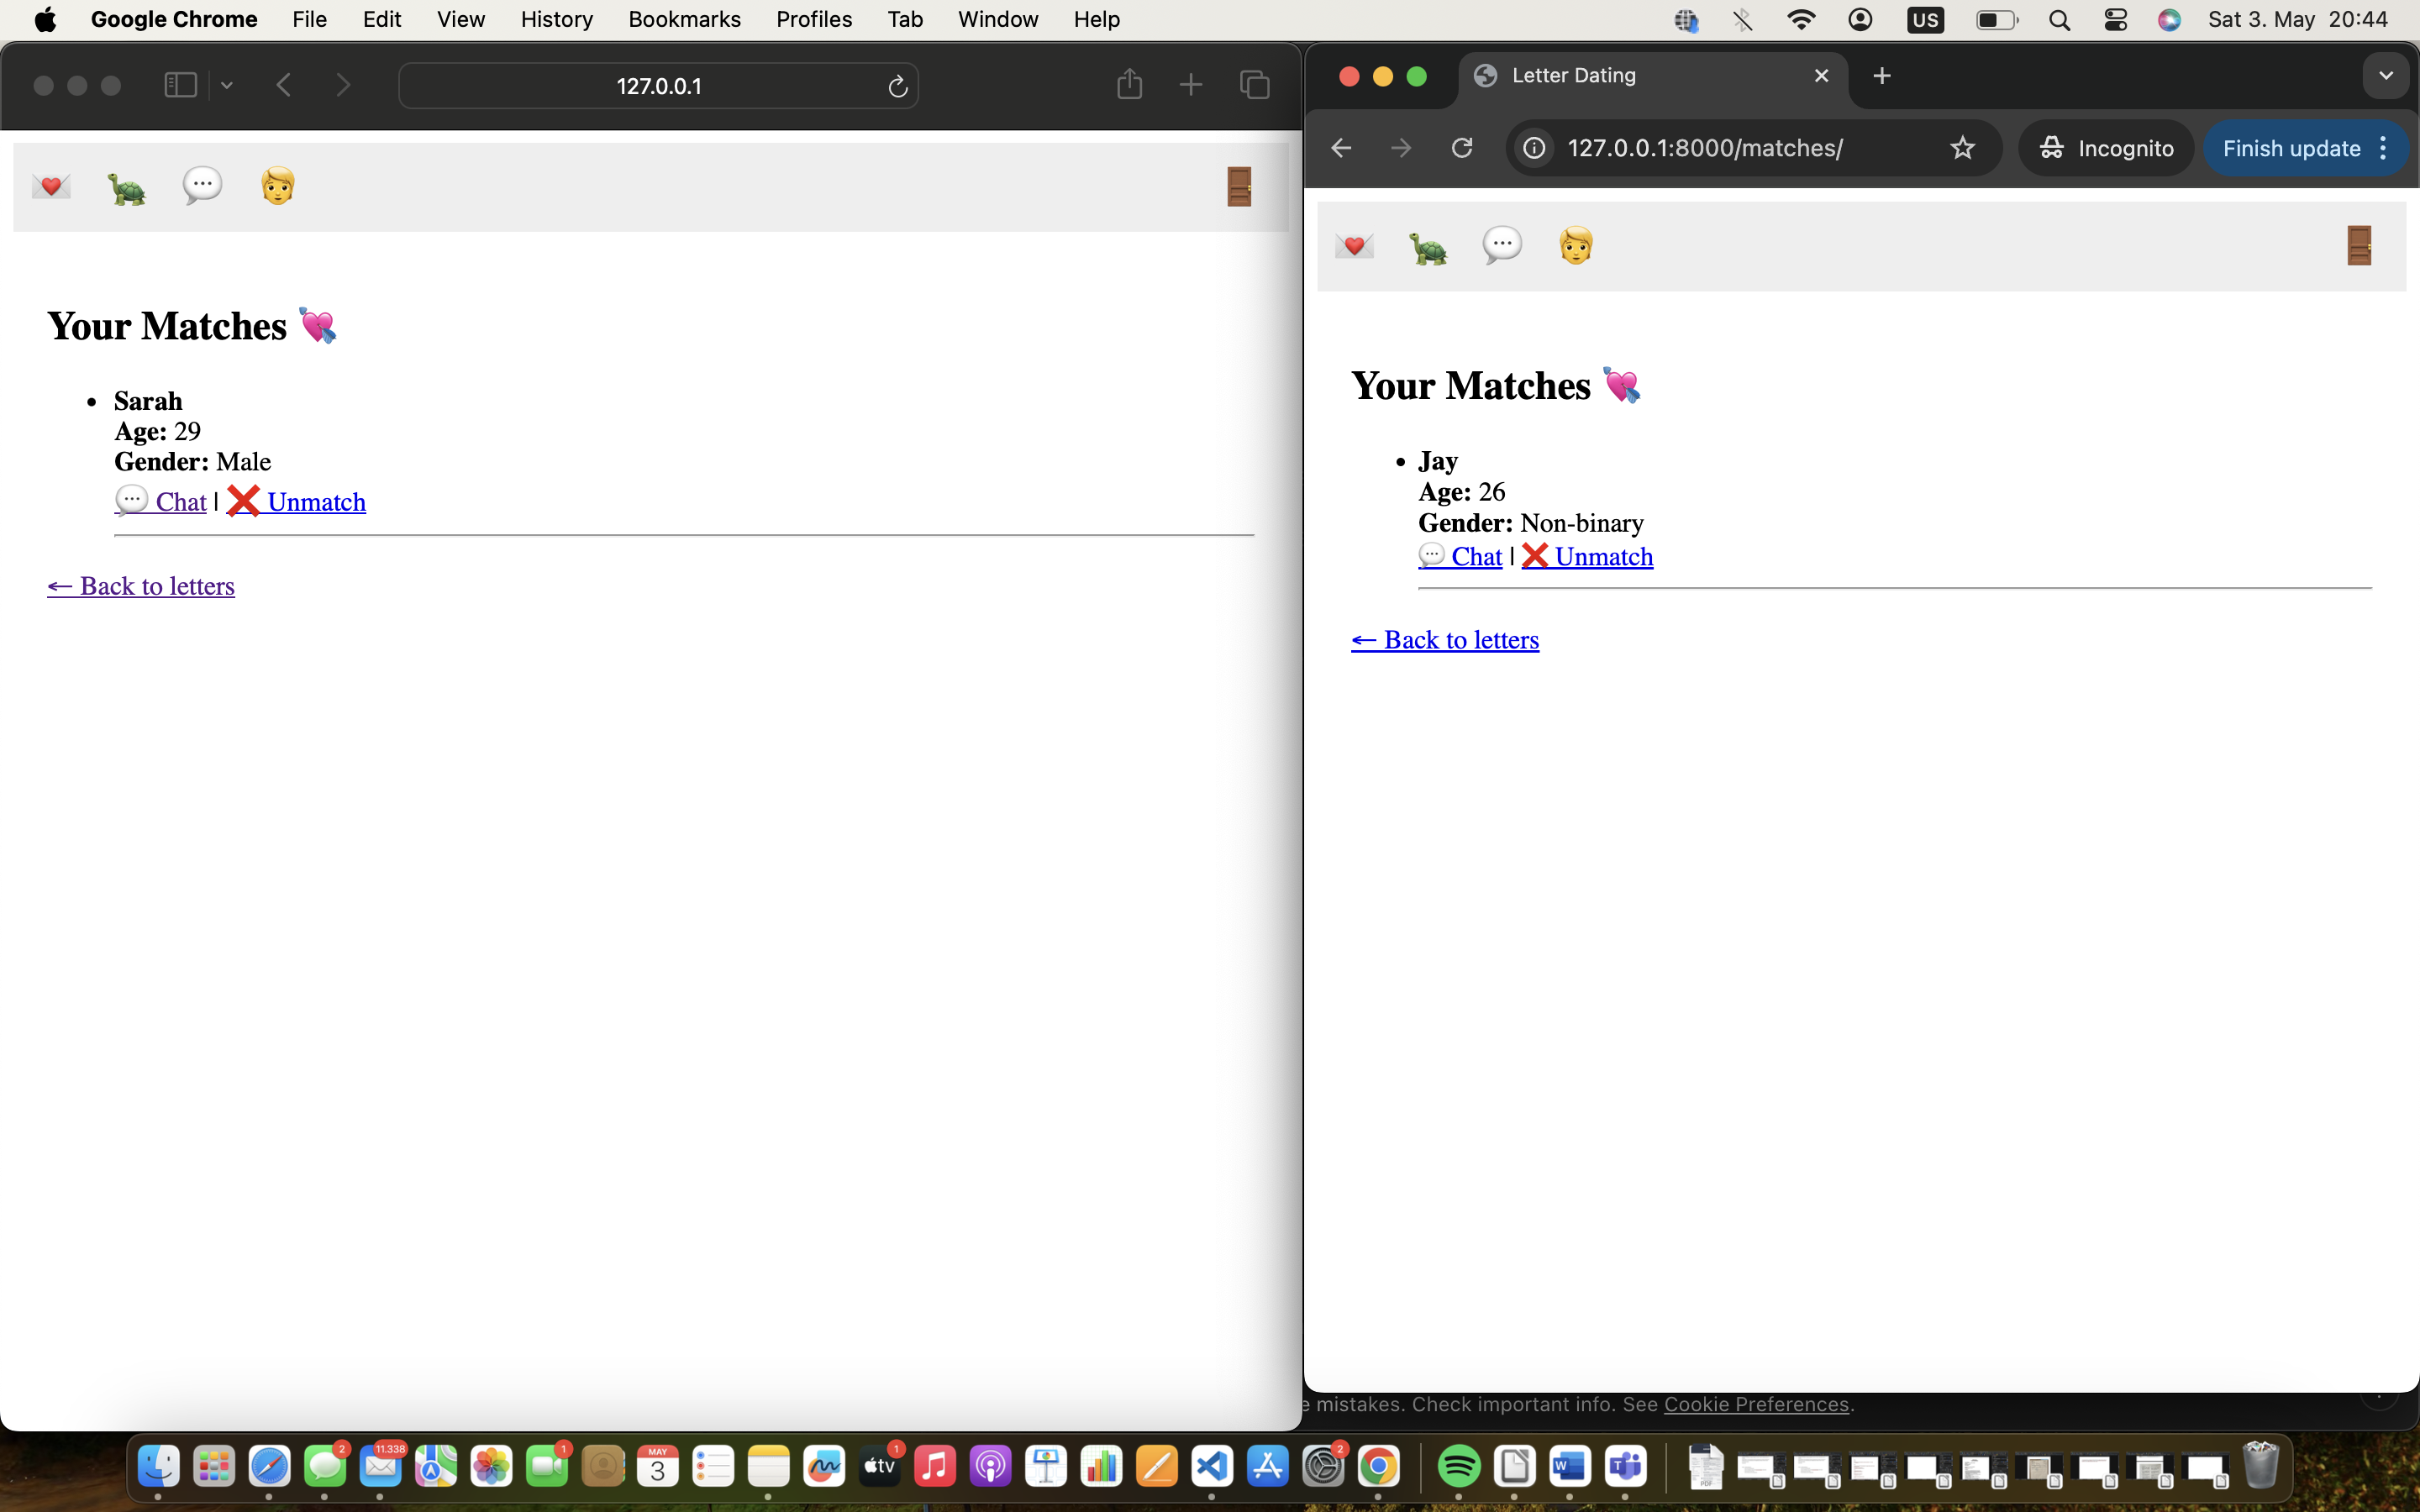 Google Chrome File Edit View History Bookmarks Profiles Tab Window Help US Sat 3. May 20:44
127.0.0.1
Your Matches 💘
• Sarah
Age: 29
Gender: Male
💬 Chat | ❌ Unmatch
← Back to letters
Letter Dating
127.0.0.1:8000/matches/ Incognito Finish update
Your Matches 💘
• Jay
Age: 26
Gender: Non-binary
💬 Chat | ❌ Unmatch
← Back to letters
mistakes. Check important info. See Cookie Preferences.
2 11.338 1 MAY 3 1 tv 2 W